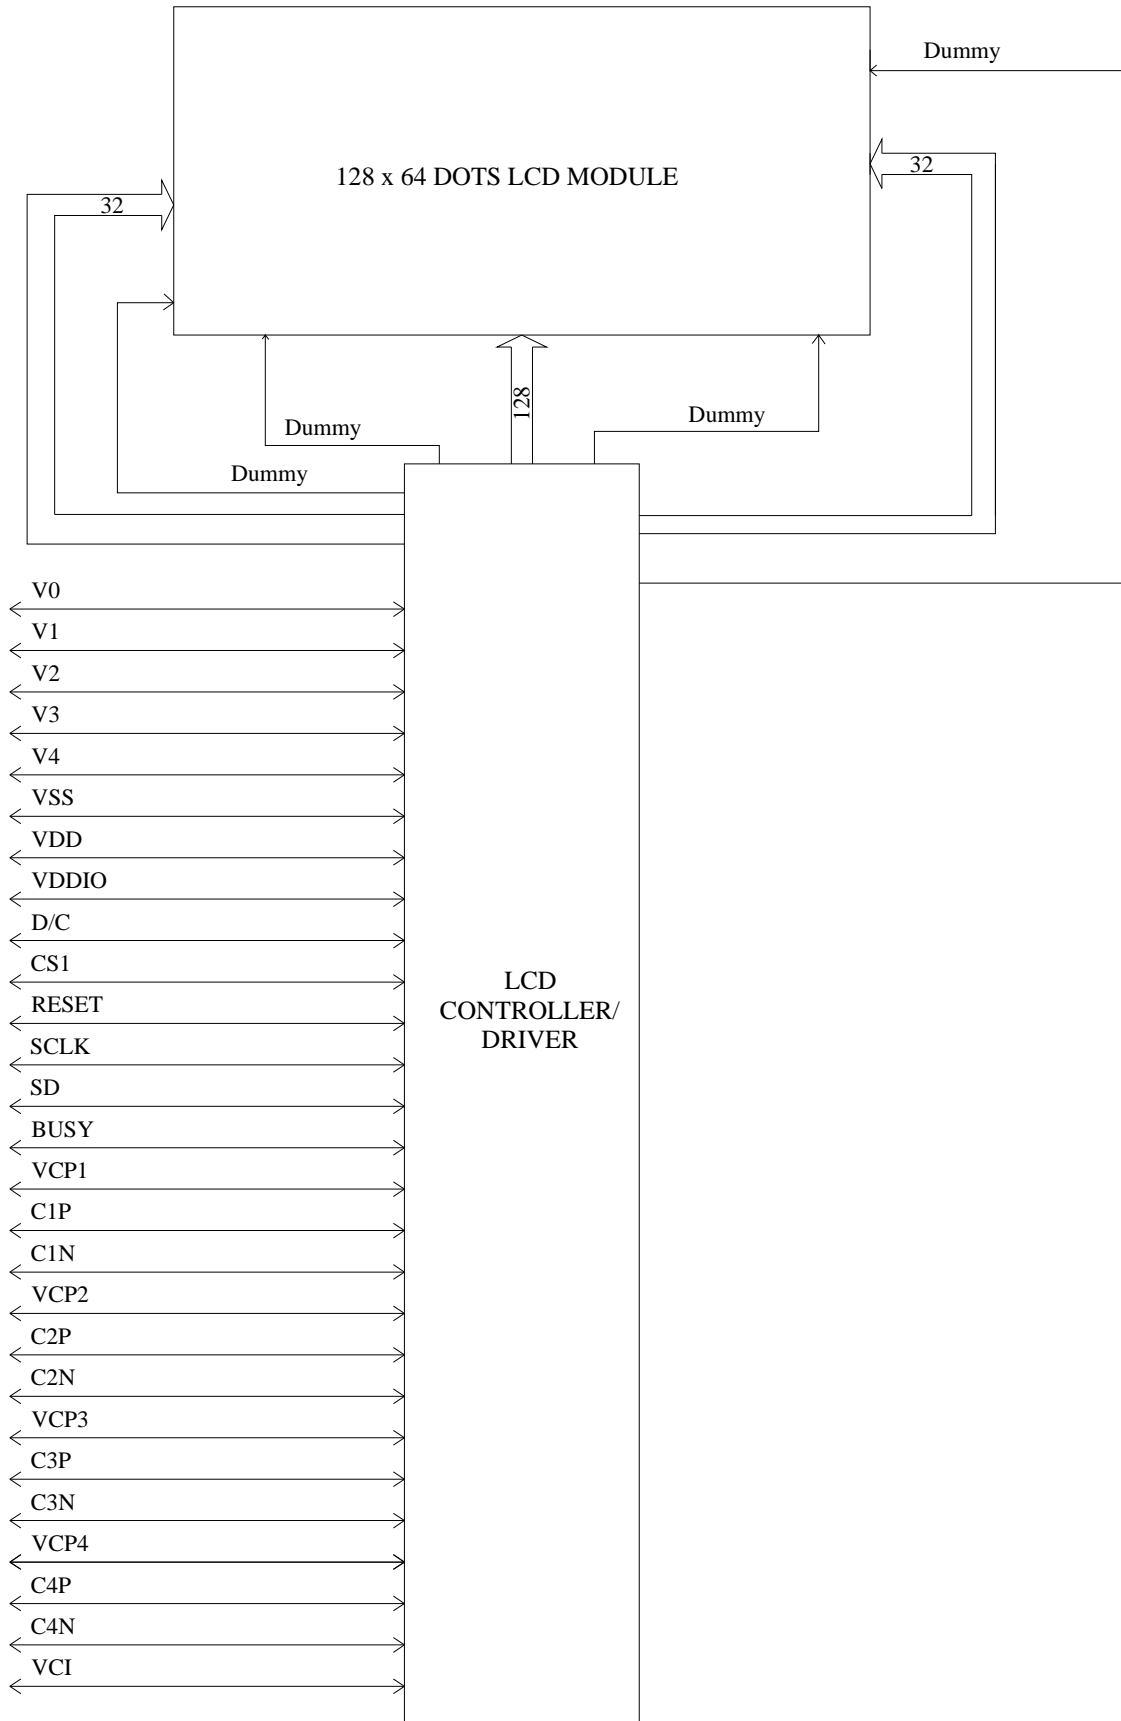 Dummy
128 x 64 DOTS LCD MODULE
32
32
128
Dummy
Dummy
Dummy
V0
V1
V2
V3
V4
VSS
VDD
VDDIO
D/C
CS1
RESET
SCLK
SD
BUSY
VCP1
C1P
C1N
VCP2
C2P
C2N
VCP3
C3P
C3N
VCP4
C4P
C4N
VCI
LCD
CONTROLLER/
DRIVER